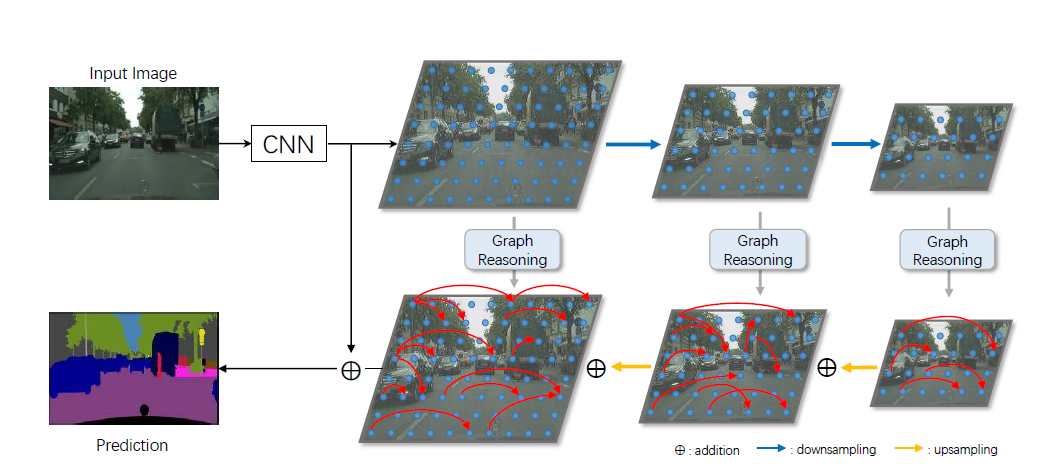 Input Image
CNN
Graph
Reasoning
Graph
Reasoning
Graph
Reasoning
Prediction
⊕ : addition → : downsampling → : upsampling